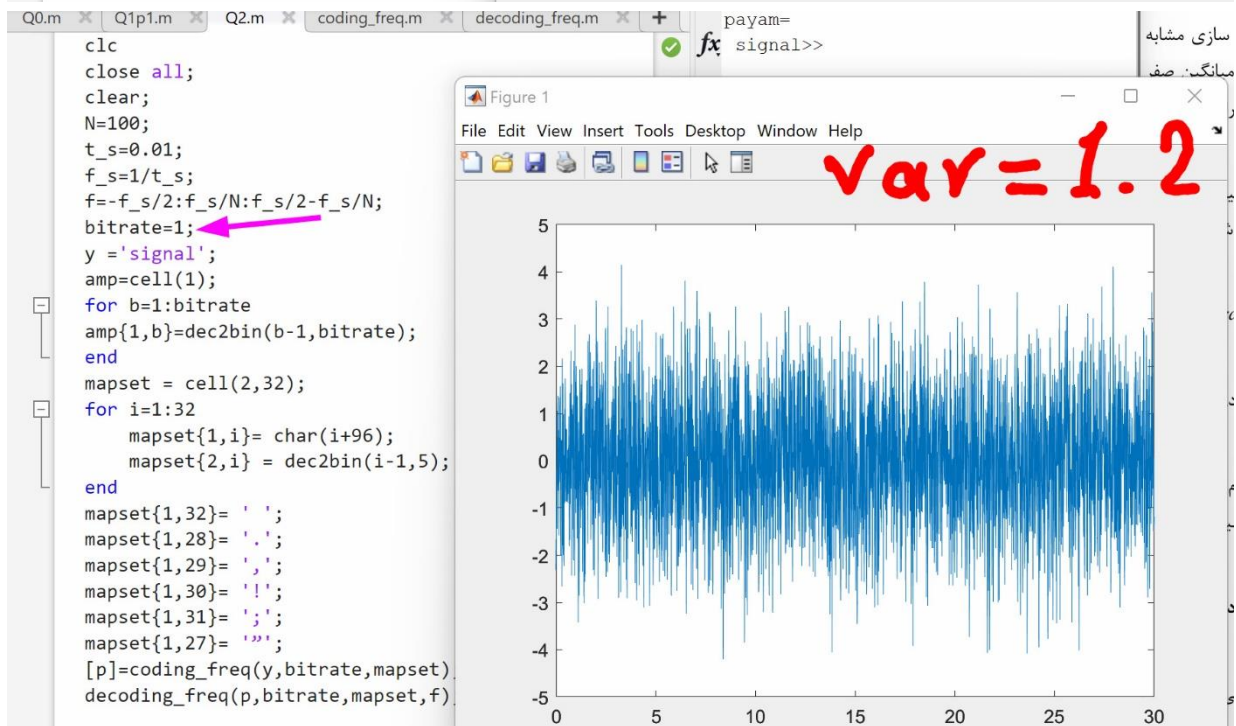 Q0.m Q1p1.m Q2.m coding_freq.m decoding_freq.m +
clc
close all;
clear;
N=100;
t_s=0.01;
f_s=1/t_s;
f=-f_s/2:f_s/N:f_s/2-f_s/N;
bitrate=1;
y ='signal';
amp=cell(1);
for b=1:bitrate
amp{1,b}=dec2bin(b-1,bitrate);
end
mapset = cell(2,32);
for i=1:32
mapset{1,i}= char(i+96);
mapset{2,i} = dec2bin(i-1,5);
end
mapset{1,32}= ' ';
mapset{1,28}= '.';
mapset{1,29}= ',';
mapset{1,30}= '!';
mapset{1,31}= ';';
mapset{1,27}= '”';
[p]=coding_freq(y,bitrate,mapset)
decoding_freq(p,bitrate,mapset,f)
payam=
fx signal>>
سازی مشابه
میانگین صفر
Figure 1
File Edit View Insert Tools Desktop Window Help
var=1.2
5
4
3
2
1
0
-1
-2
-3
-4
-5
0 5 10 15 20 25 30